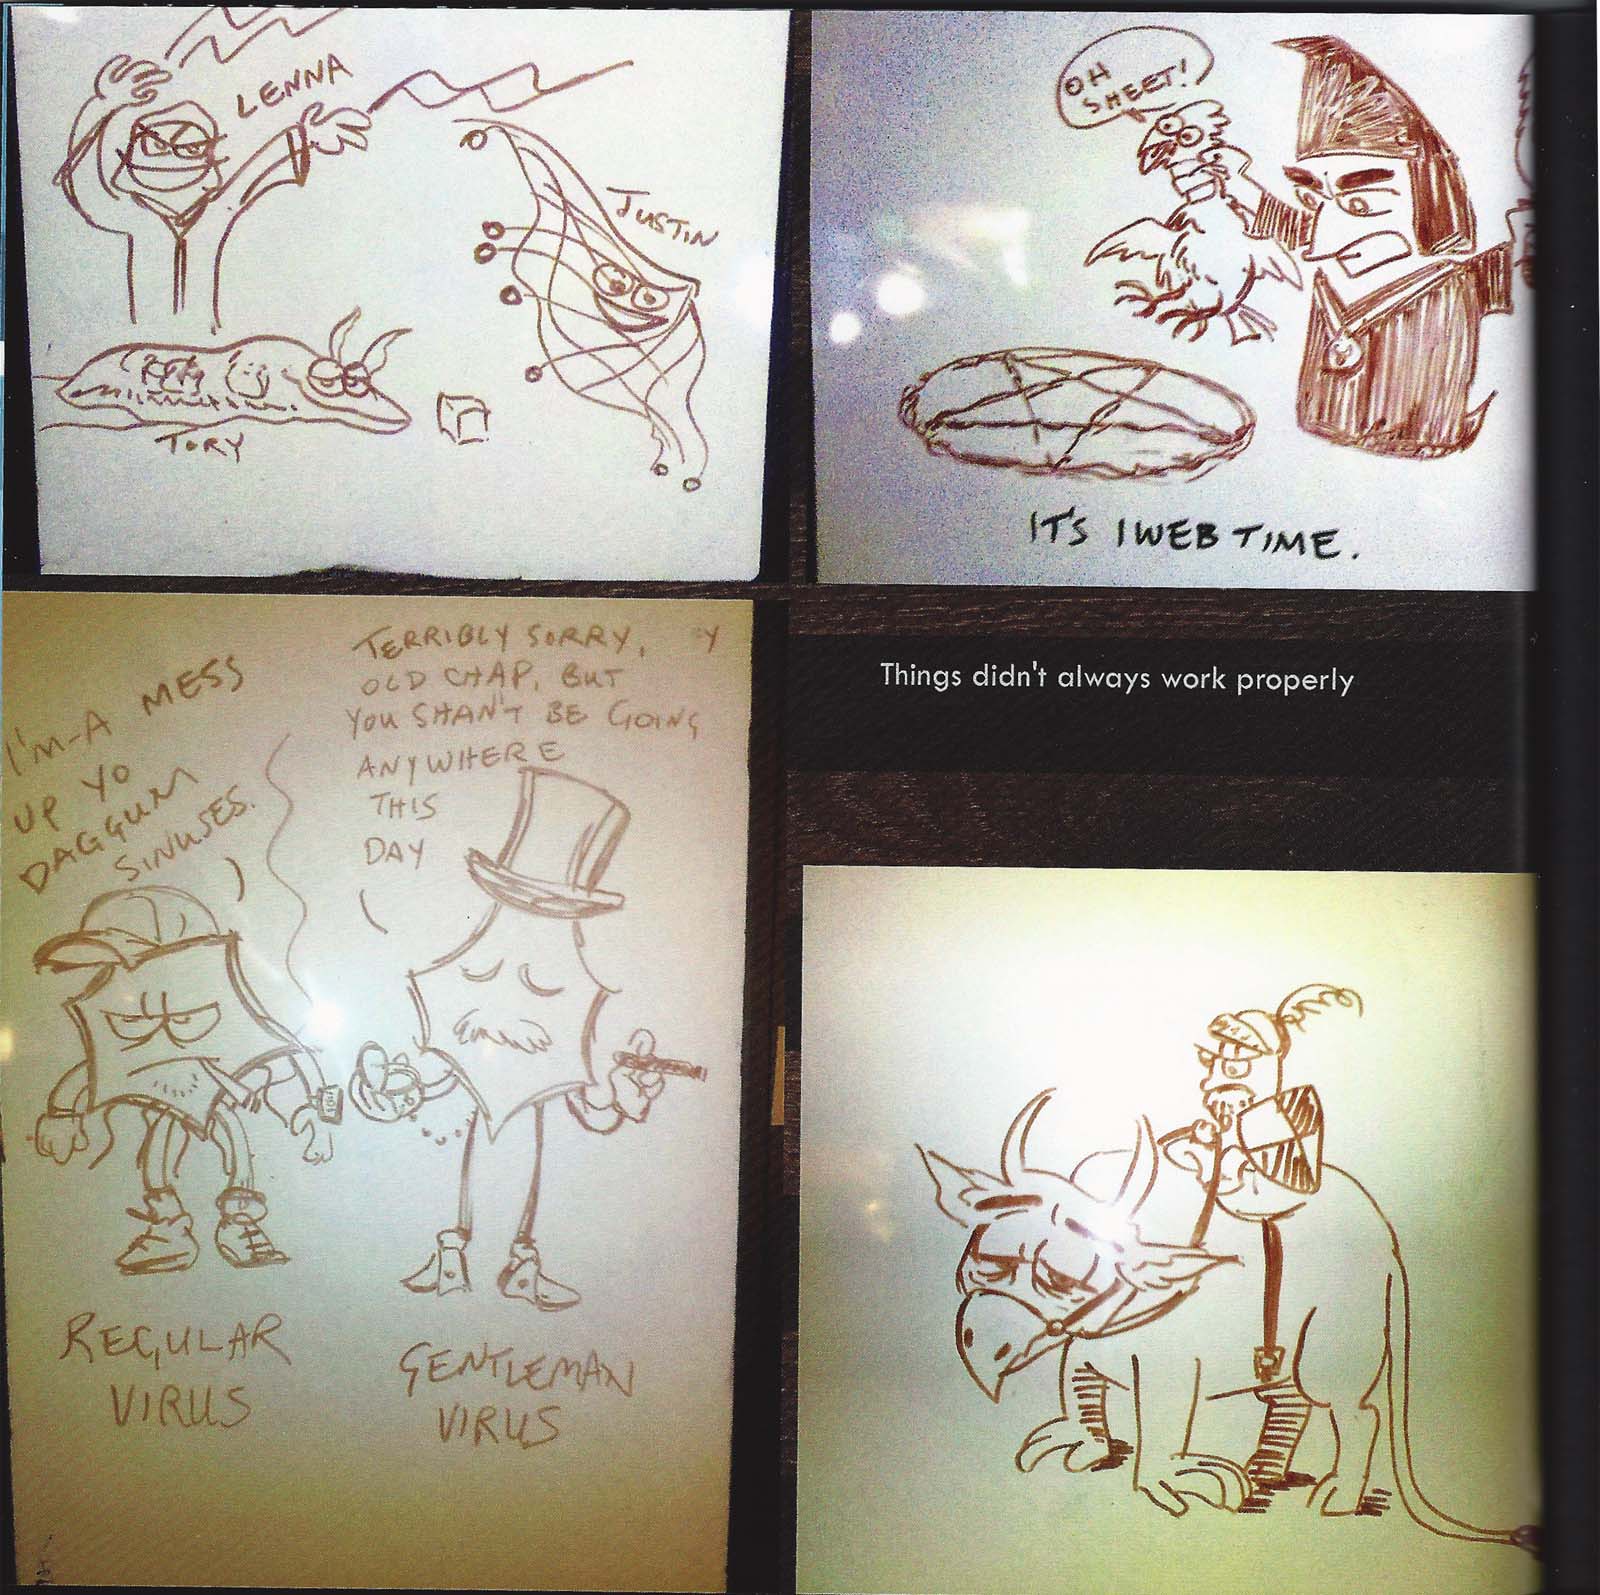 LENNA
JUSTIN
TORY
OH
SHEET!
IT'S IWEB TIME.
I'M-A MESS
UP YO
DAGGUM
SINUSES.
TERRIBLY SORRY, Y
OLD CHAP, BUT
YOU SHAN'T BE GOING
ANYWHERE
THIS
DAY
REGULAR
VIRUS
GENTLEMAN
VIRUS
Things didn't always work properly